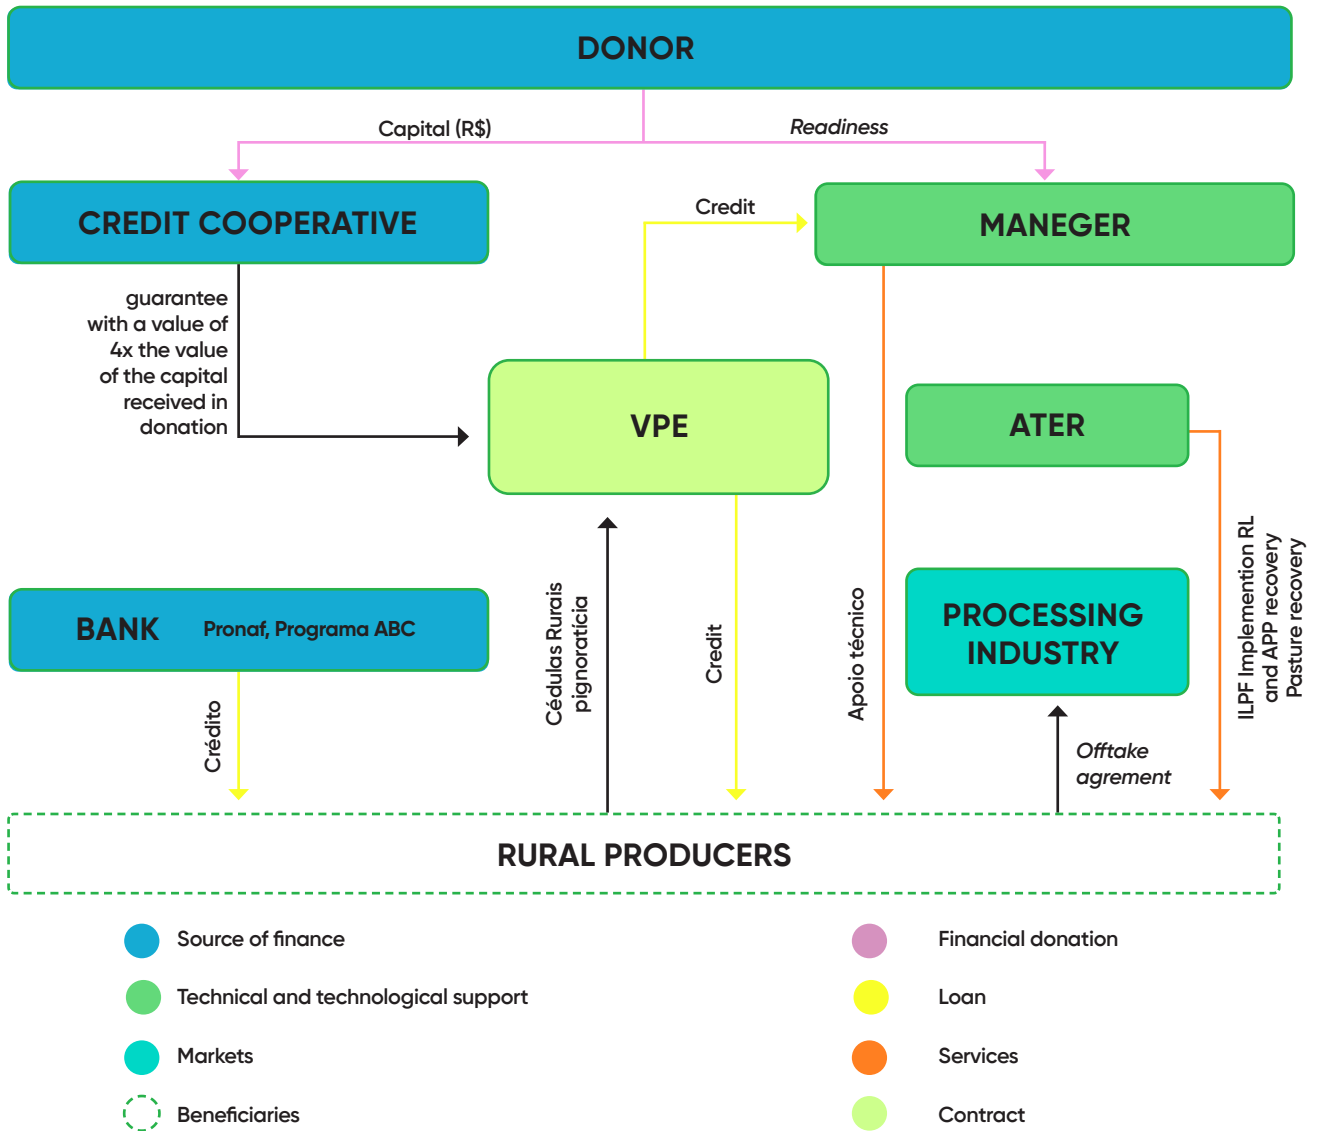 DONOR
Capital (R$)
Readiness
CREDIT COOPERATIVE
Credit
MANEGER
guarantee
with a value of
4x the value
of the capital
received in
donation
VPE
ATER
BANK Pronaf, Programa ABC
PROCESSING
INDUSTRY
Crédito
Cédulas Rurais
pignoratícia
Credit
Apoio técnico
Offtake
agrement
ILPF Implemention RL
and APP recovery
Pasture recovery
RURAL PRODUCERS
Source of finance
Technical and technological support
Markets
Beneficiaries
Financial donation
Loan
Services
Contract